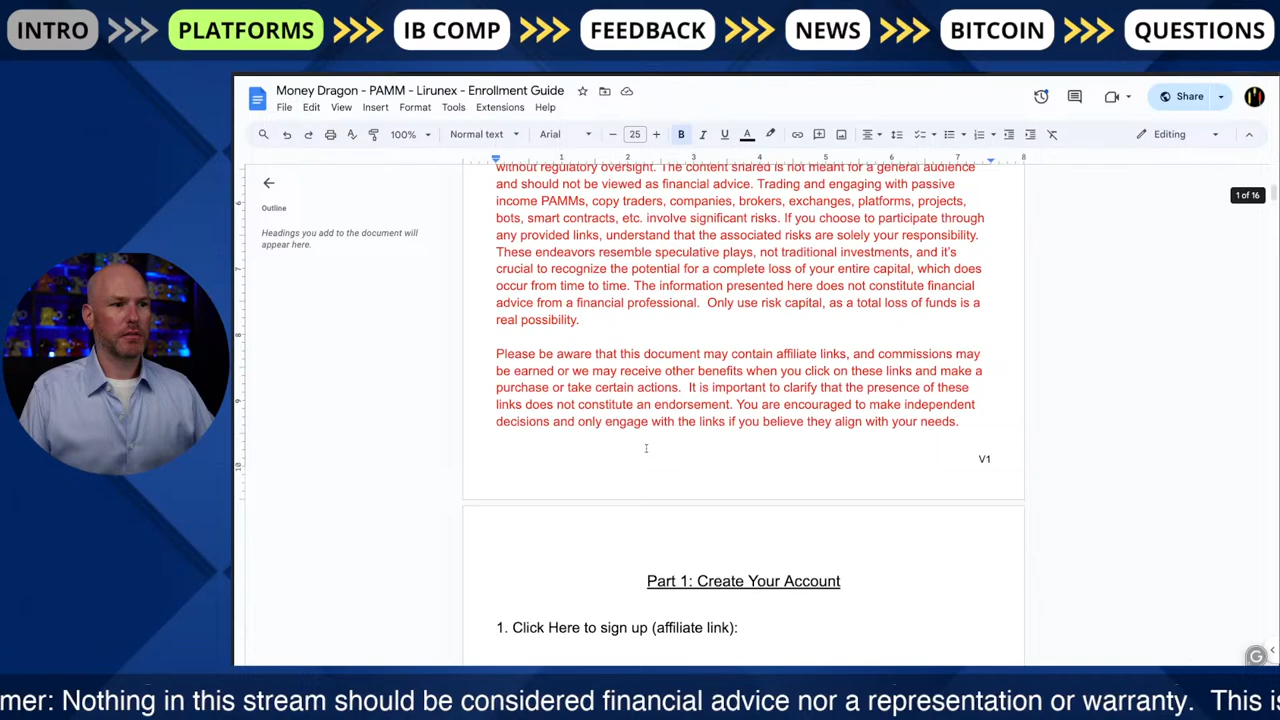 INTRO >>> PLATFORMS >>> IB COMP >>> FEEDBACK >>> NEWS >>> BITCOIN >>> QUESTIONS
Money Dragon - PAMM - Lirunex - Enrollment Guide
File Edit View Insert Format Tools Extensions Help
Share
100% Normal text Arial 25 B I U A Editing
1 2 3 4 5 6 7 8
1 of 16
Outline
Headings you add to the document will
appear here.
without regulatory oversight. The content shared is not meant for a general audience
and should not be viewed as financial advice. Trading and engaging with passive
income PAMMs, copy traders, companies, brokers, exchanges, platforms, projects,
bots, smart contracts, etc. involve significant risks. If you choose to participate through
any provided links, understand that the associated risks are solely your responsibility.
These endeavors resemble speculative plays, not traditional investments, and it's
crucial to recognize the potential for a complete loss of your entire capital, which does
occur from time to time. The information presented here does not constitute financial
advice from a financial professional. Only use risk capital, as a total loss of funds is a
real possibility.
Please be aware that this document may contain affiliate links, and commissions may
be earned or we may receive other benefits when you click on these links and make a
purchase or take certain actions. It is important to clarify that the presence of these
links does not constitute an endorsement. You are encouraged to make independent
decisions and only engage with the links if you believe they align with your needs.
V1
6
7
8
9
10
Part 1: Create Your Account
1. Click Here to sign up (affiliate link):
mer: Nothing in this stream should be considered financial advice nor a representation or warranty. This is